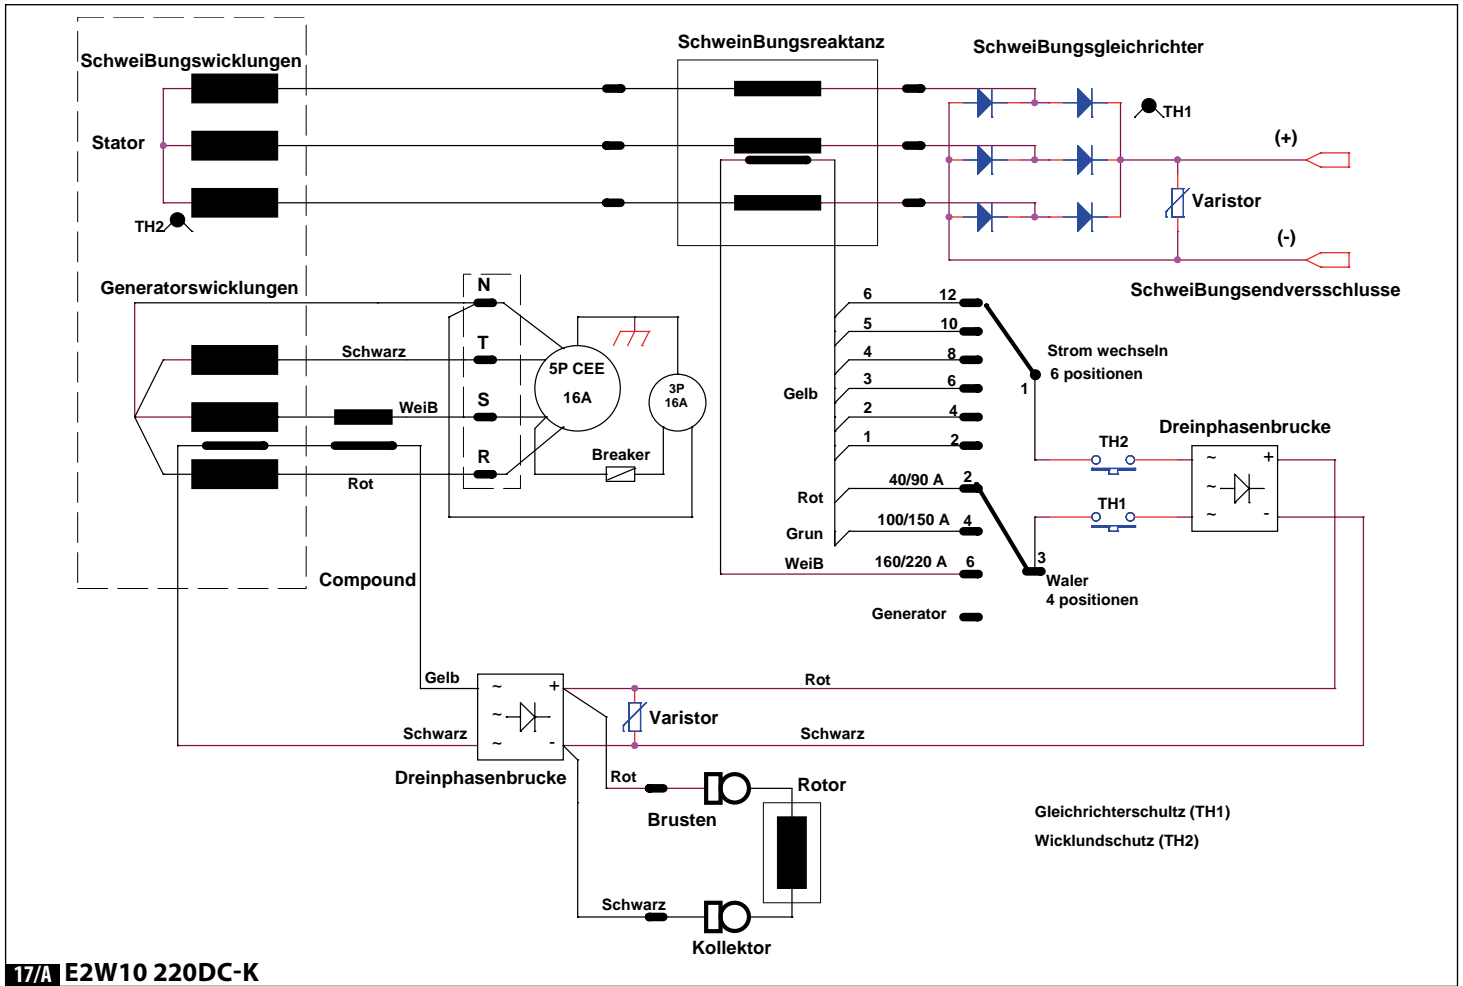 SchweiBungswicklungen
SchweinBungsreaktanz
SchweiBungsgleichrichter
TH1
Stator
(+)
TH2
Varistor
(-)
Generatorswicklungen
SchweiBungsendversschlusse
N
6 12
5 10
Schwarz
T
5P CEE
16A
3P
16A
4 8
Strom wechseln
6 positionen
3 6
1
Gelb
WeiB
S
2 4
Dreinphasenbrucke
1 2
TH2
Breaker
R
~ +
~
~ -
Rot
40/90 A 2
Rot
TH1
100/150 A 4
Grun
WeiB
160/220 A 6
3
Waler
4 positionen
Compound
Generator
Gelb
Rot
~ +
~
~ -
Varistor
Schwarz
Schwarz
Dreinphasenbrucke
Rot
Rotor
Brusten
Gleichrichterschultz (TH1)
Wicklundschutz (TH2)
Schwarz
Kollektor
17/A E2W10 220DC-K